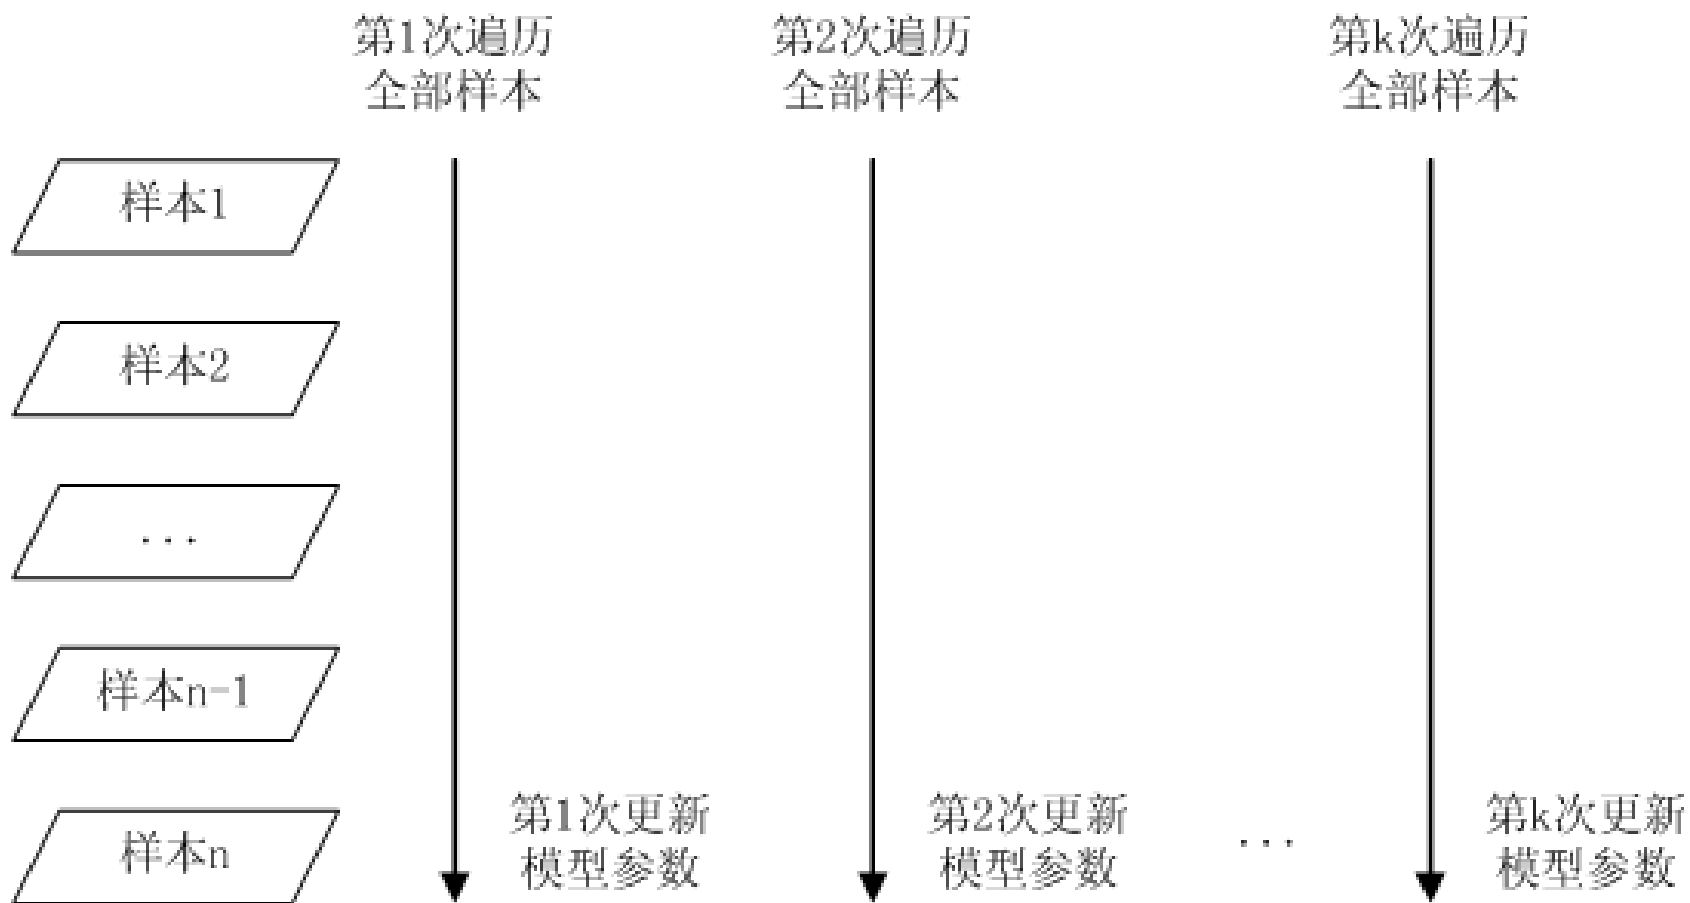 第1次遍历
全部样本
第2次遍历
全部样本
第k次遍历
全部样本
样本1
样本2
...
样本n-1
样本n
第1次更新
模型参数
第2次更新
模型参数
...
第k次更新
模型参数